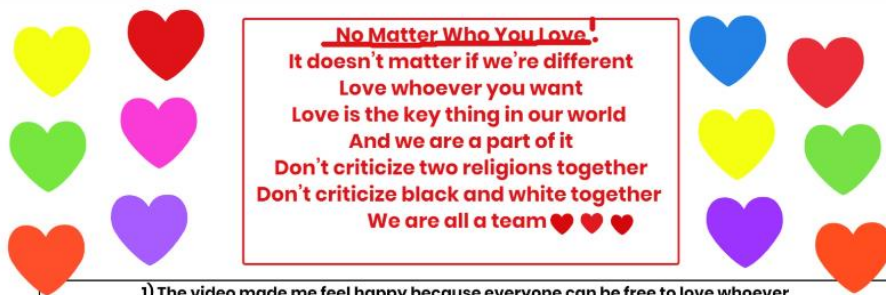 No Matter Who You Love!
It doesn't matter if we're different
Love whoever you want
Love is the key thing in our world
And we are a part of it
Don't criticize two religions together
Don't criticize black and white together
We are all a team
1) The video made me feel happy because everyone can be free to love whoever